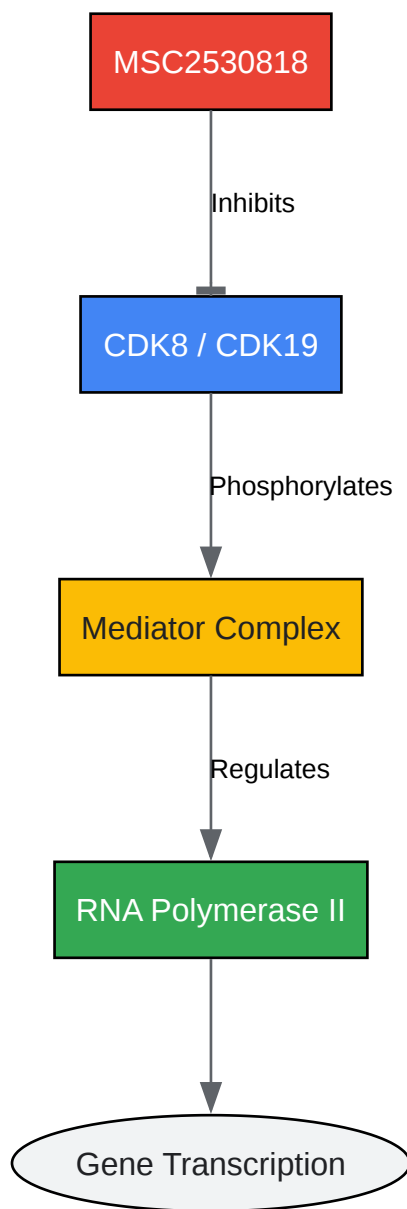 MSC2530818
Inhibits
CDK8 / CDK19
Phosphorylates
Mediator Complex
Regulates
RNA Polymerase II
Gene Transcription